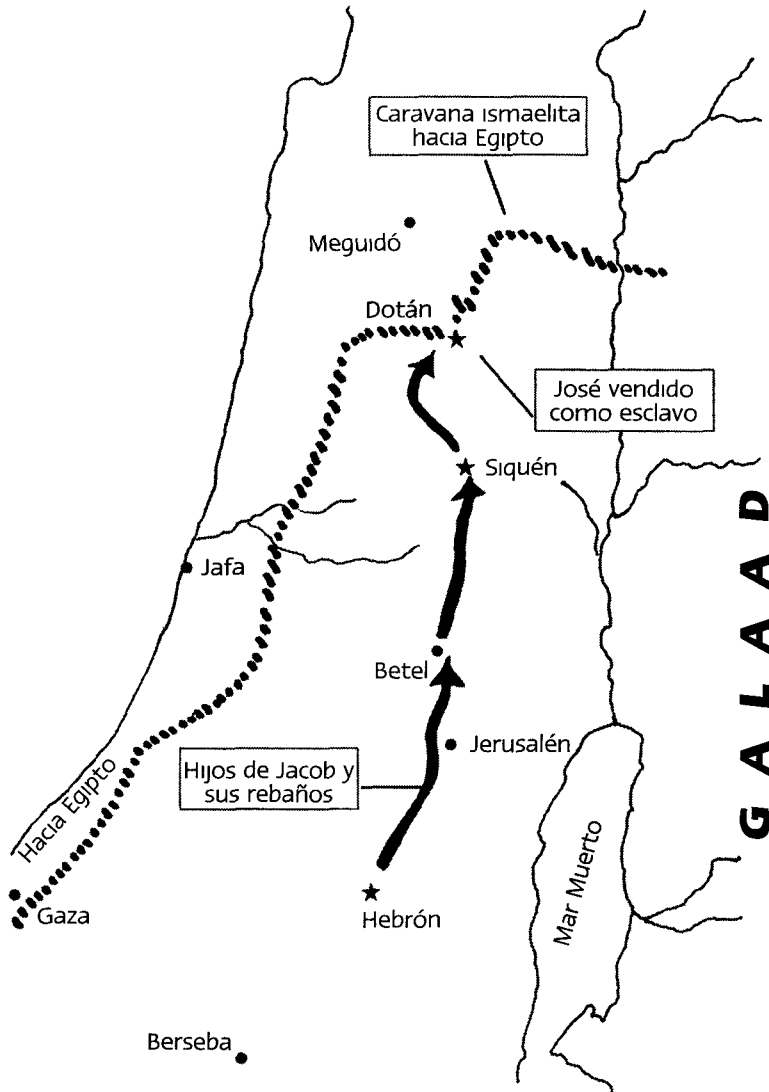 Caravana ismaelita
hacia Egipto
Meguidó
Dotán
José vendido
como esclavo
Siquén
Jafa
GALAAD
Betel
Jerusalén
Hijos de Jacob y
sus rebaños
Hacia Egipto
Mar Muerto
Gaza
Hebrón
Berseba